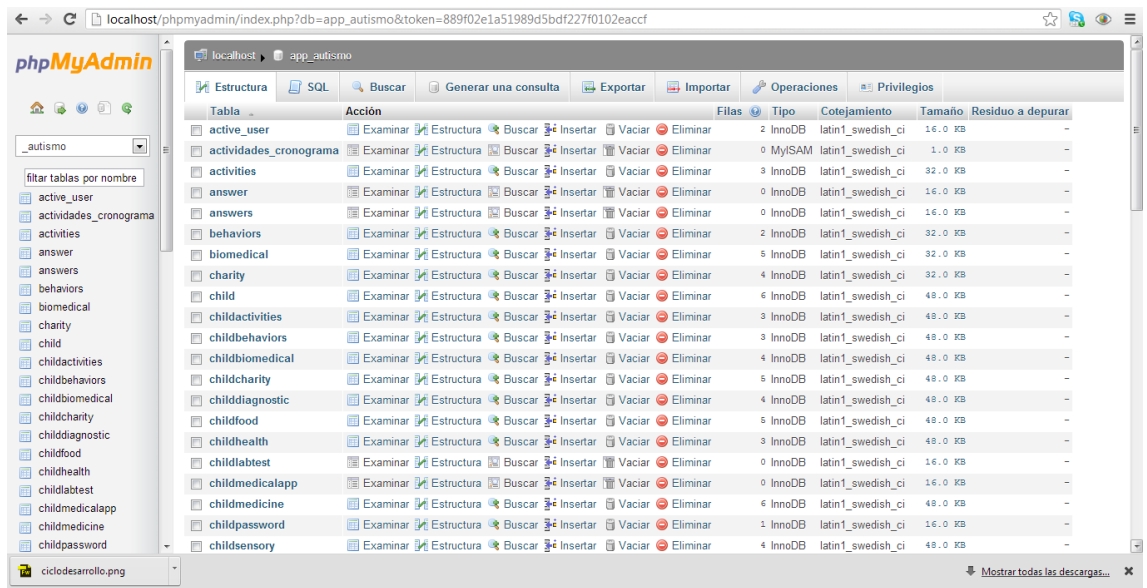 localhost/phpmyadmin/index.php?db=app_autismo&token=889f02e1a51989d5bdf227f0102eaccf
phpMyAdmin
_autismo
filtar tablas por nombre
active_user
actividades_cronograma
activities
answer
answers
behaviors
biomedical
charity
child
childactivities
childbehaviors
childbiomedical
childcharity
childdiagnostic
childfood
childhealth
childlabtest
childmedicalapp
childmedicine
childpassword
localhost app_autismo
Estructura SQL Buscar Generar una consulta Exportar Importar Operaciones Privilegios
Tabla Acción Filas Tipo Cotejamiento Tamaño Residuo a depurar
active_user Examinar Estructura Buscar Insertar Vaciar Eliminar 2 InnoDB latin1_swedish_ci 16.0 KB -
actividades_cronograma Examinar Estructura Buscar Insertar Vaciar Eliminar 0 MyISAM latin1_swedish_ci 1.0 KB -
activities Examinar Estructura Buscar Insertar Vaciar Eliminar 3 InnoDB latin1_swedish_ci 32.0 KB -
answer Examinar Estructura Buscar Insertar Vaciar Eliminar 0 InnoDB latin1_swedish_ci 16.0 KB -
answers Examinar Estructura Buscar Insertar Vaciar Eliminar 0 InnoDB latin1_swedish_ci 16.0 KB -
behaviors Examinar Estructura Buscar Insertar Vaciar Eliminar 2 InnoDB latin1_swedish_ci 32.0 KB -
biomedical Examinar Estructura Buscar Insertar Vaciar Eliminar 5 InnoDB latin1_swedish_ci 32.0 KB -
charity Examinar Estructura Buscar Insertar Vaciar Eliminar 4 InnoDB latin1_swedish_ci 32.0 KB -
child Examinar Estructura Buscar Insertar Vaciar Eliminar 6 InnoDB latin1_swedish_ci 48.0 KB -
childactivities Examinar Estructura Buscar Insertar Vaciar Eliminar 3 InnoDB latin1_swedish_ci 48.0 KB -
childbehaviors Examinar Estructura Buscar Insertar Vaciar Eliminar 3 InnoDB latin1_swedish_ci 48.0 KB -
childbiomedical Examinar Estructura Buscar Insertar Vaciar Eliminar 4 InnoDB latin1_swedish_ci 48.0 KB -
childcharity Examinar Estructura Buscar Insertar Vaciar Eliminar 5 InnoDB latin1_swedish_ci 48.0 KB -
childdiagnostic Examinar Estructura Buscar Insertar Vaciar Eliminar 4 InnoDB latin1_swedish_ci 48.0 KB -
childfood Examinar Estructura Buscar Insertar Vaciar Eliminar 5 InnoDB latin1_swedish_ci 48.0 KB -
childhealth Examinar Estructura Buscar Insertar Vaciar Eliminar 3 InnoDB latin1_swedish_ci 48.0 KB -
childlabtest Examinar Estructura Buscar Insertar Vaciar Eliminar 0 InnoDB latin1_swedish_ci 16.0 KB -
childmedicalapp Examinar Estructura Buscar Insertar Vaciar Eliminar 0 InnoDB latin1_swedish_ci 16.0 KB -
childmedicine Examinar Estructura Buscar Insertar Vaciar Eliminar 6 InnoDB latin1_swedish_ci 48.0 KB -
childpassword Examinar Estructura Buscar Insertar Vaciar Eliminar 1 InnoDB latin1_swedish_ci 16.0 KB -
childsensory Examinar Estructura Buscar Insertar Vaciar Eliminar 4 InnoDB latin1_swedish_ci 48.0 KB -
ciclodesarrollo.png
Mostrar todas las descargas...